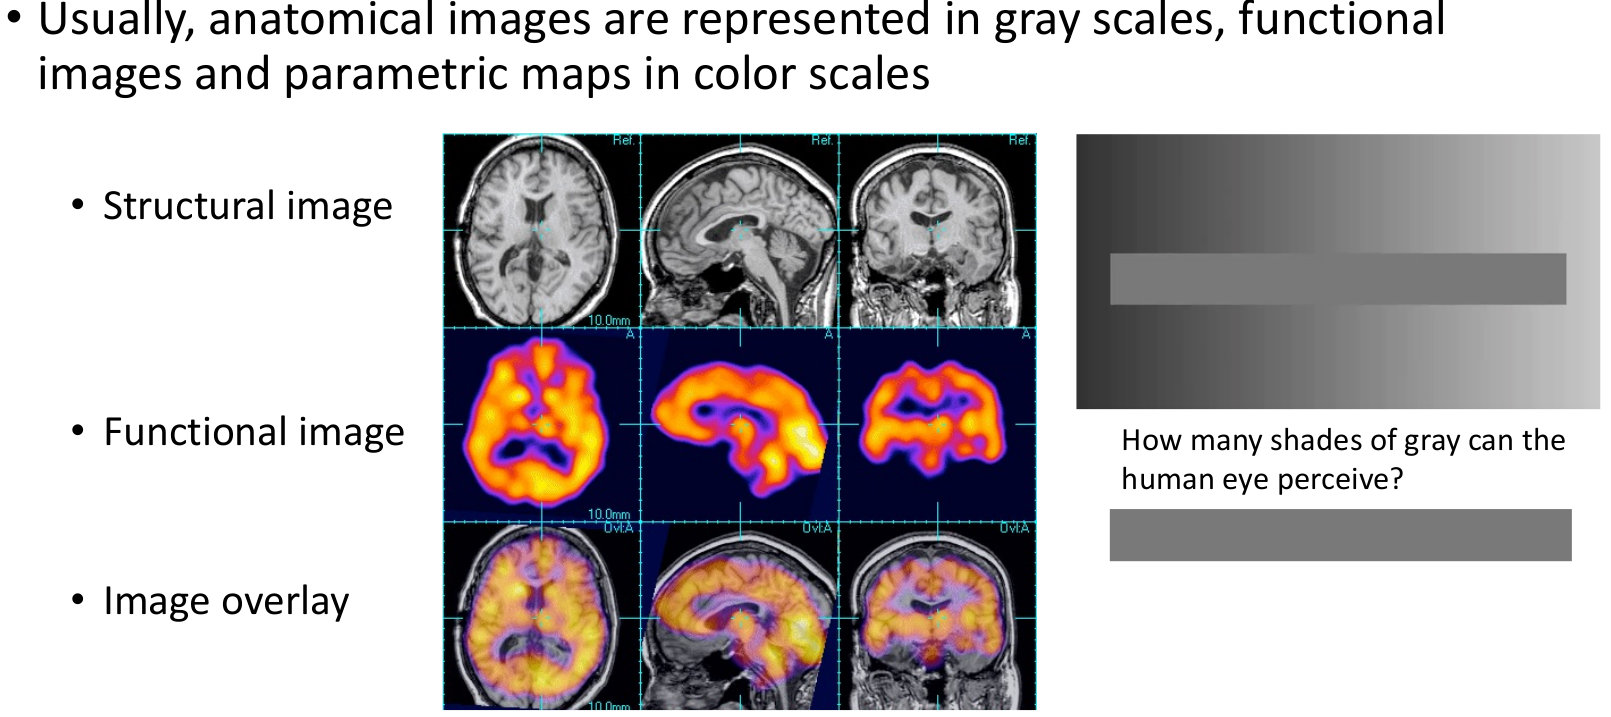 • Usually, anatomical images are represented in gray scales, functional
images and parametric maps in color scales
• Structural image
Ref.
Ref.
Ref.
10.0mm
• Functional image
A
A
A
10.0mm
How many shades of gray can the
human eye perceive?
• Image overlay
Ovl:A
Ovl:A
Ovl:A
10.0mm